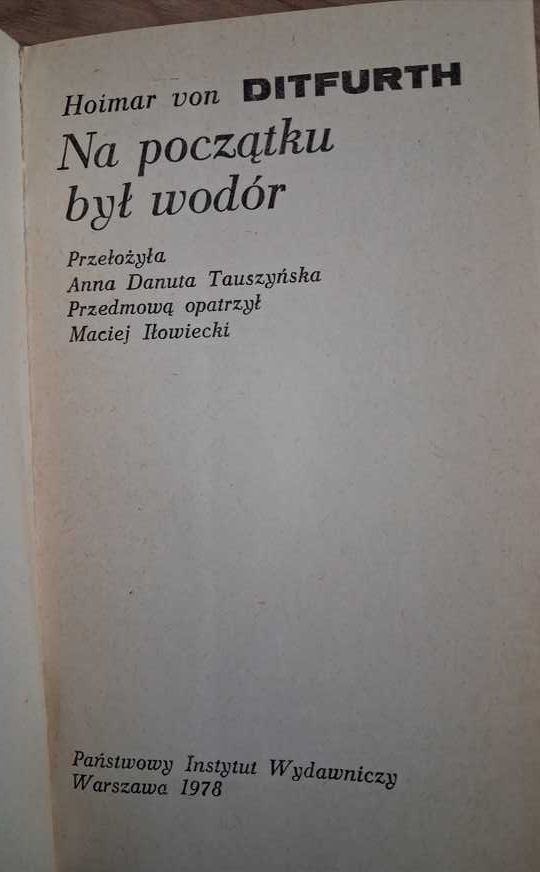 Hoimar von DITFURTH
Na początku
był wodór
Przełożyła
Anna Danuta Tauszyńska
Przedmową opatrzył
Maciej Iłowiecki
Państwowy Instytut Wydawniczy
Warszawa 1978